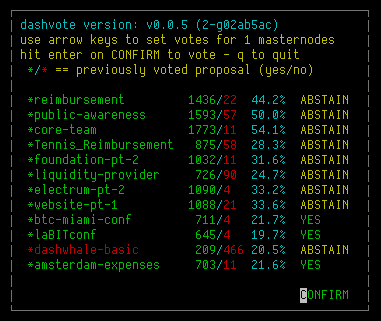 dashvote version: v0.0.5 (2-g02ab5ac)
use arrow keys to set votes for 1 masternodes
hit enter on CONFIRM to vote - q to quit
*/* == previously voted proposal (yes/no)
*reimbursement 1436/22 44.2% ABSTAIN
*public-awareness 1593/57 50.0% ABSTAIN
*core-team 1773/11 54.1% ABSTAIN
*Tennis_Reimbursement 875/58 28.3% ABSTAIN
*foundation-pt-2 1032/11 31.6% ABSTAIN
*liquidity-provider 726/90 24.7% ABSTAIN
*electrum-pt-2 1090/4 33.2% ABSTAIN
*website-pt-1 1088/21 33.6% ABSTAIN
*btc-miami-conf 711/4 21.7% YES
*laBITconf 645/4 19.7% YES
*dashwhale-basic 209/466 20.5% ABSTAIN
*amsterdam-expenses 703/11 21.6% YES
CONFIRM